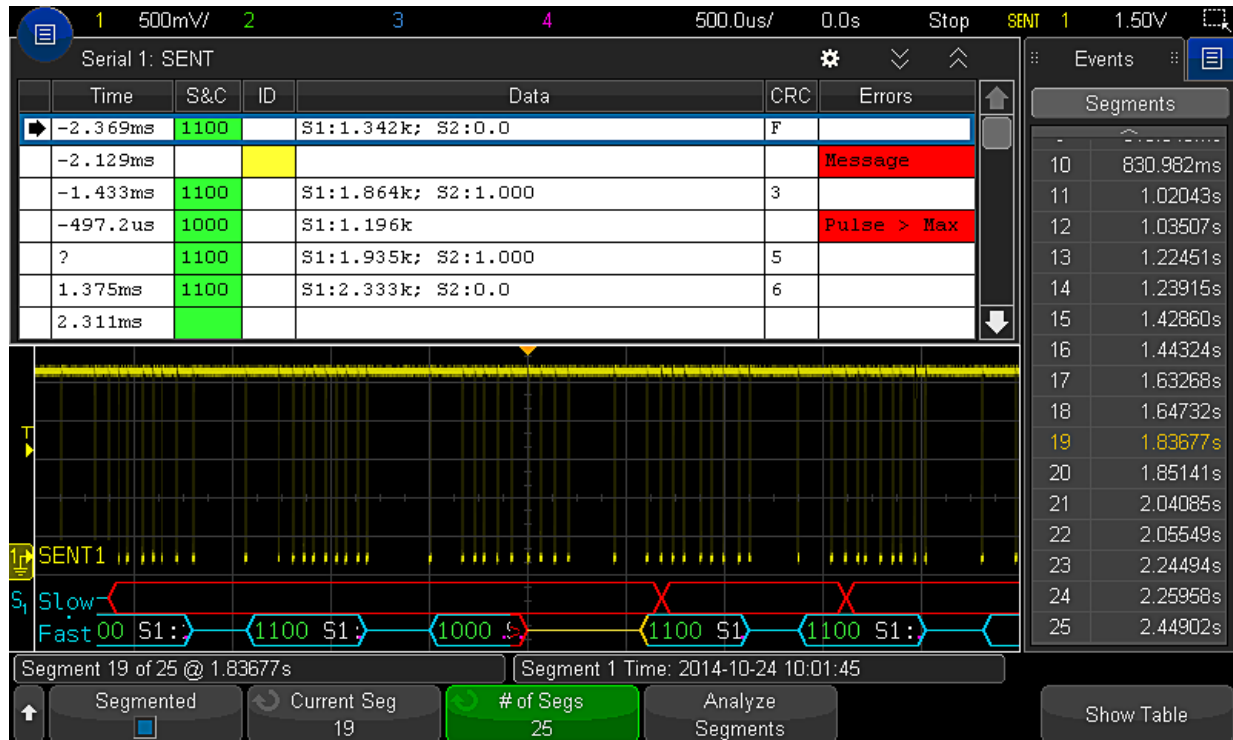 1 500mV/ 2 3 4 500.0us/ 0.0s Stop SENT 1 1.50V
Serial 1: SENT
Time S&C ID Data CRC Errors
-2.369ms 1100 S1:1.342k; S2:0.0 F
-2.129ms Message
-1.433ms 1100 S1:1.864k; S2:1.000 3
-497.2us 1000 S1:1.196k Pulse > Max
? 1100 S1:1.935k; S2:1.000 5
1.375ms 1100 S1:2.333k; S2:0.0 6
2.311ms
Events
Segments
10 830.982ms
11 1.02043s
12 1.03507s
13 1.22451s
14 1.23915s
15 1.42860s
16 1.44324s
17 1.63268s
18 1.64732s
19 1.83677s
20 1.85141s
21 2.04085s
22 2.05549s
23 2.24494s
24 2.25958s
25 2.44902s
T
1 SENT1
S1 Slow
Fast 00 S1: 1100 S1: 1000 1100 S1 1100 S1:
Segment 19 of 25 @ 1.83677s
Segment 1 Time: 2014-10-24 10:01:45
Segmented
Current Seg
19
# of Segs
25
Analyze
Segments
Show Table